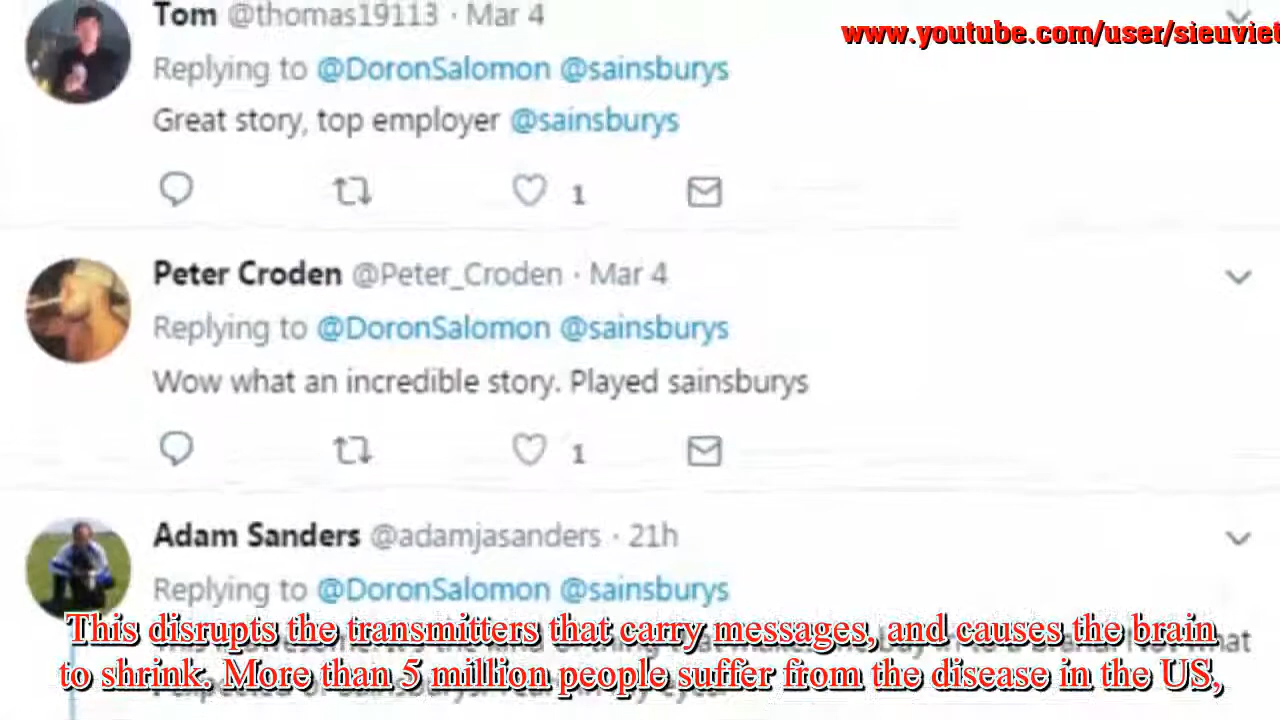 Tom @thomas19113 · Mar 4
www.youtube.com/user/sieuviet
Replying to @DoronSalomon @sainsburys
Great story, top employer @sainsburys
1
Peter Croden @Peter_Croden · Mar 4
Replying to @DoronSalomon @sainsburys
Wow what an incredible story. Played sainsburys
1
Adam Sanders @adamjasanders · 21h
Replying to @DoronSalomon @sainsburys
This disrupts the transmitters that carry messages, and causes the brain
to shrink. More than 5 million people suffer from the disease in the US,